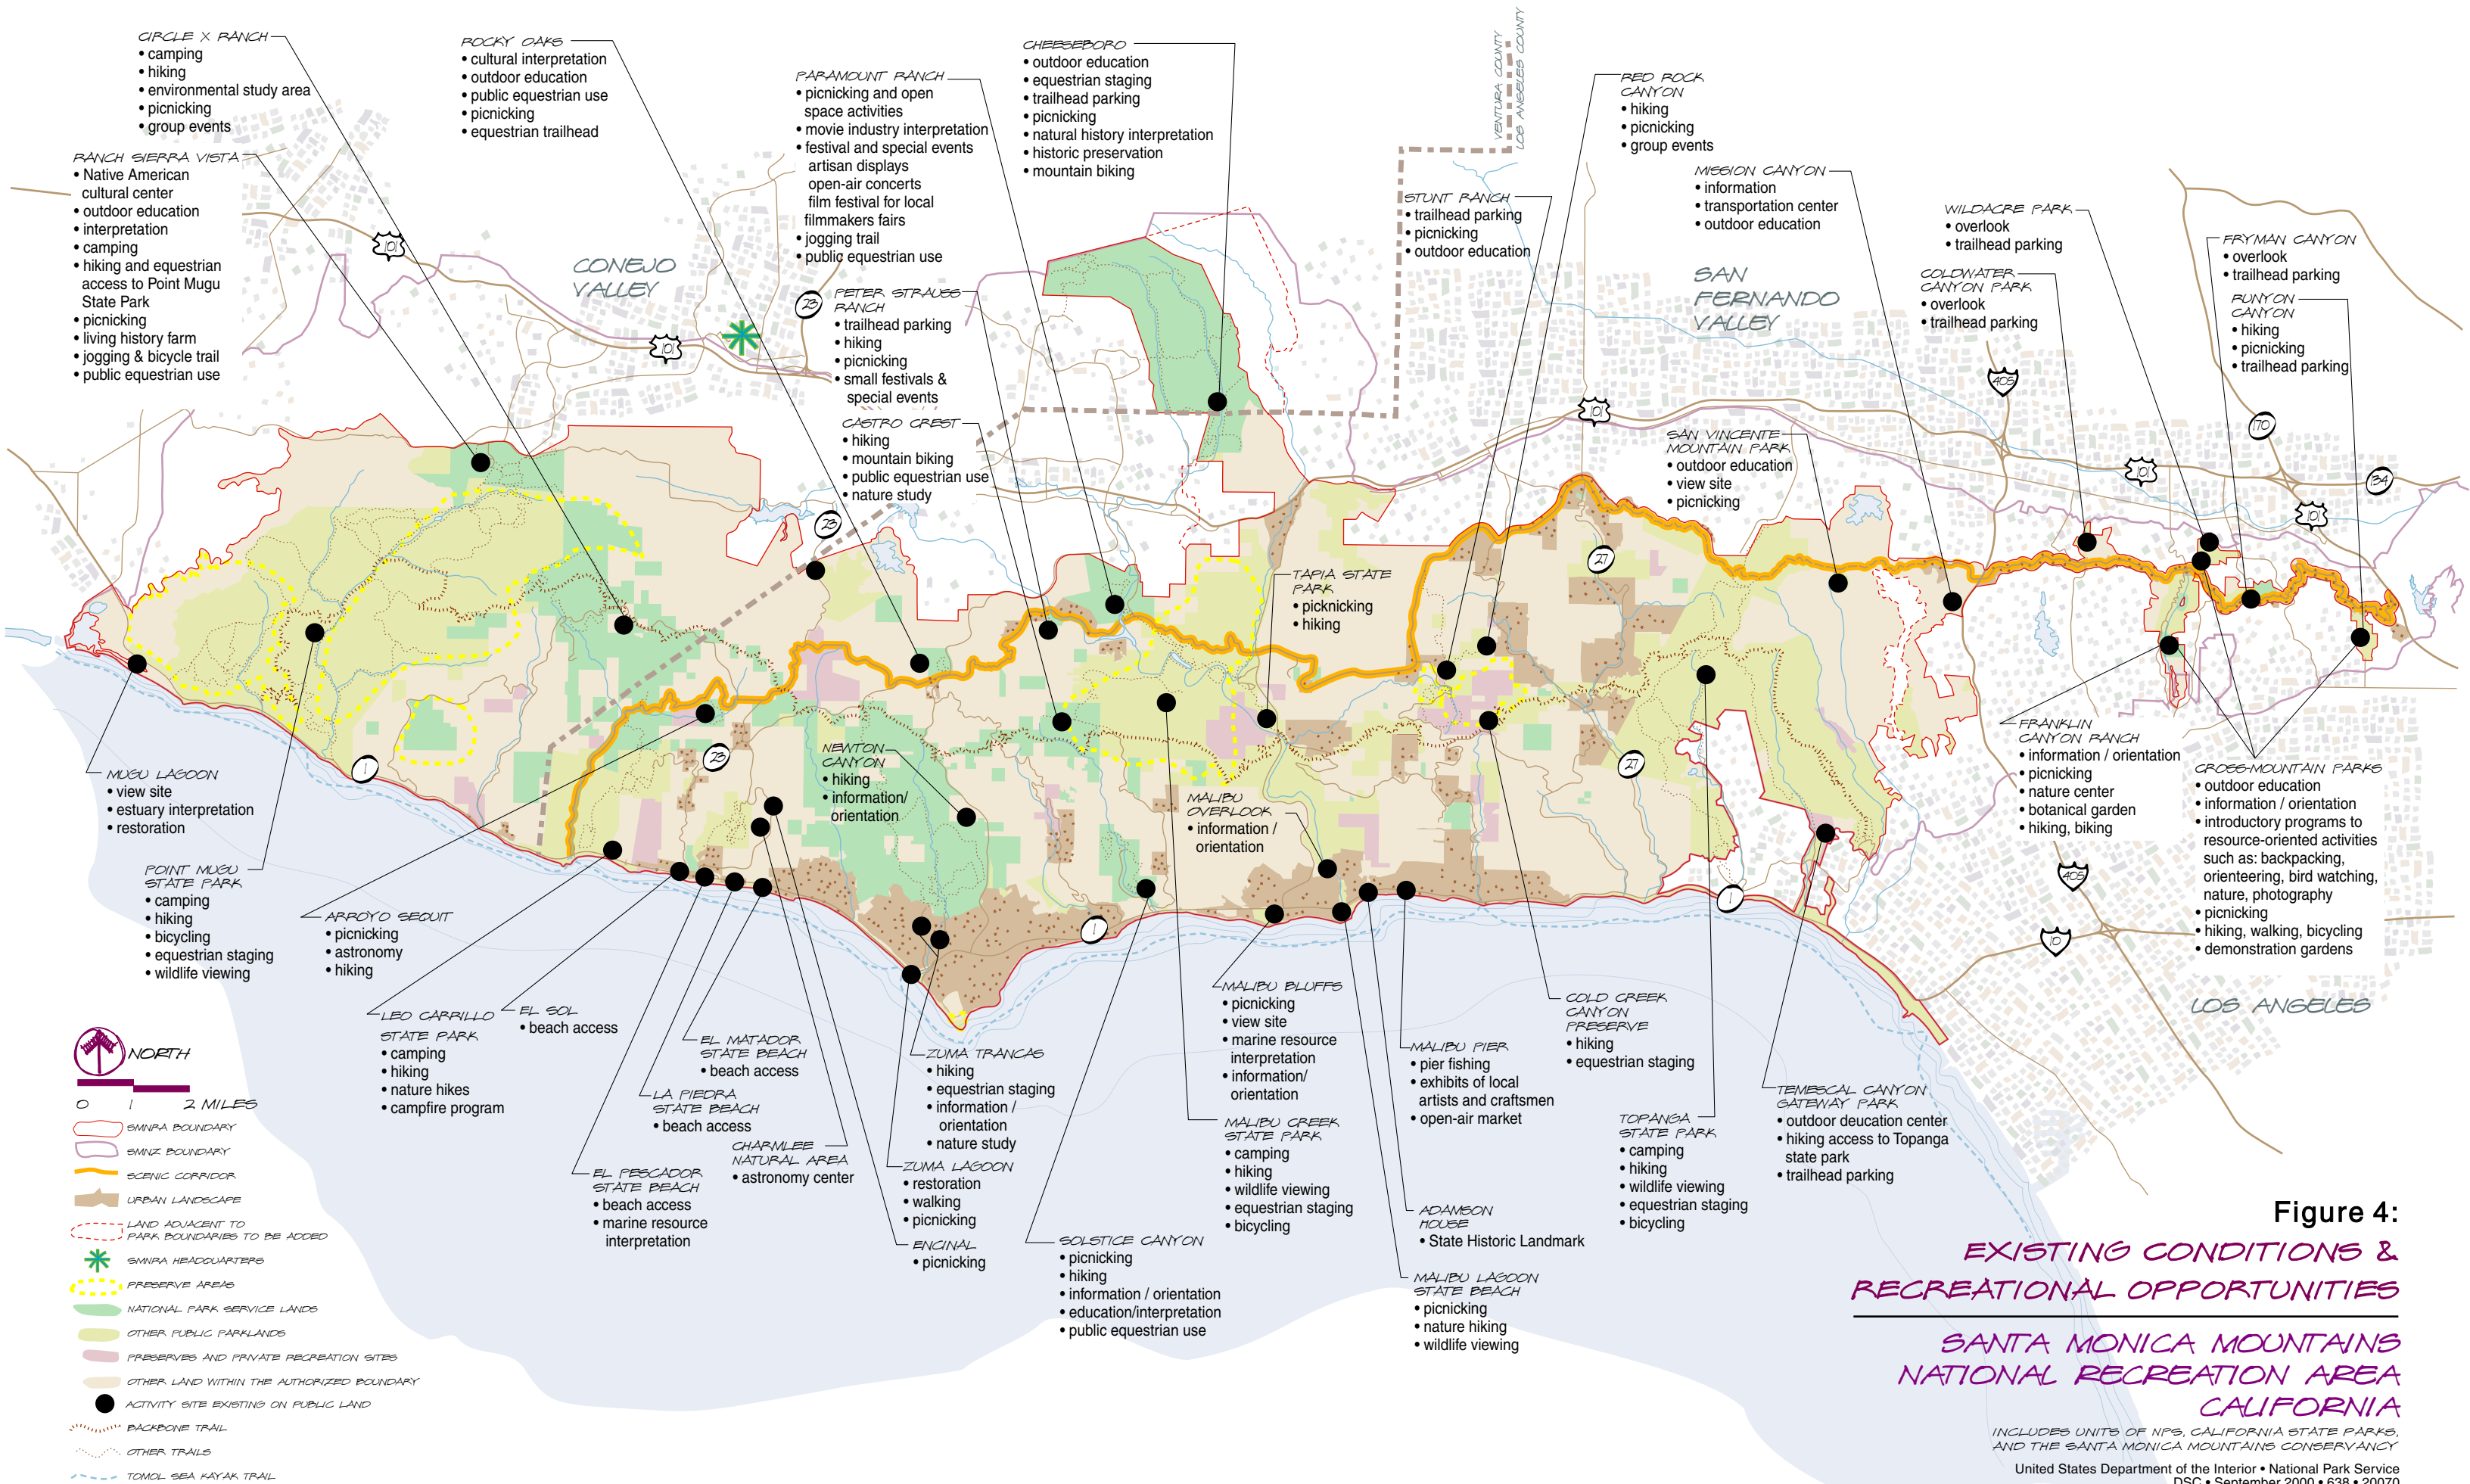 CIRCLE X RANCH
• camping
• hiking
• environmental study area
• picnicking
• group events
RANCH SIERRA VISTA
• Native American
cultural center
• outdoor education
• interpretation
• camping
• hiking and equestrian
access to Point Mugu
State Park
• picnicking
• living history farm
• jogging & bicycle trail
• public equestrian use
ROCKY OAKS
• cultural interpretation
• outdoor education
• public equestrian use
• picnicking
• equestrian trailhead
PARAMOUNT RANCH
• picnicking and open
space activities
• movie industry interpretation
• festival and special events
artisan displays
open-air concerts
film festival for local
filmmakers fairs
• jogging trail
• public equestrian use
PETER STRAUSS
RANCH
• trailhead parking
• hiking
• picnicking
• small festivals &
special events
CASTRO CREST
• hiking
• mountain biking
• public equestrian use
• nature study
CHEESEBORO
• outdoor education
• equestrian staging
• trailhead parking
• picnicking
• natural history interpretation
• historic preservation
• mountain biking
VENTURA COUNTY
LOS ANGELES COUNTY
STUNT RANCH
• trailhead parking
• picnicking
• outdoor education
RED ROCK
CANYON
• hiking
• picnicking
• group events
MISSION CANYON
• information
• transportation center
• outdoor education
WILDACRE PARK
• overlook
• trailhead parking
COLDWATER
CANYON PARK
• overlook
• trailhead parking
FRYMAN CANYON
• overlook
• trailhead parking
RUNYON
CANYON
• hiking
• picnicking
• trailhead parking
SAN VINCENTE
MOUNTAIN PARK
• outdoor education
• view site
• picnicking
CONEJO
VALLEY
SAN
FERNANDO
VALLEY
101
101
23
23
101
405
170
101
134
101
27
TAPIA STATE
PARK
• picknicking
• hiking
1
23
27
1
1
405
10
LOS ANGELES
NEWTON
CANYON
• hiking
• information/
orientation
MALIBU
OVERLOOK
• information /
orientation
MUGU LAGOON
• view site
• estuary interpretation
• restoration
POINT MUGU
STATE PARK
• camping
• hiking
• bicycling
• equestrian staging
• wildlife viewing
ARROYO SEQUIT
• picnicking
• astronomy
• hiking
LEO CARRILLO
STATE PARK
• camping
• hiking
• nature hikes
• campfire program
EL SOL
• beach access
EL MATADOR
STATE BEACH
• beach access
LA PIEDRA
STATE BEACH
• beach access
CHARMLEE
NATURAL AREA
• astronomy center
EL PESCADOR
STATE BEACH
• beach access
• marine resource
interpretation
ZUMA TRANCAS
• hiking
• equestrian staging
• information /
orientation
• nature study
ZUMA LAGOON
• restoration
• walking
• picnicking
ENCINAL
• picnicking
SOLSTICE CANYON
• picnicking
• hiking
• information / orientation
• education/interpretation
• public equestrian use
MALIBU BLUFFS
• picnicking
• view site
• marine resource
interpretation
• information/
orientation
MALIBU CREEK
STATE PARK
• camping
• hiking
• wildlife viewing
• equestrian staging
• bicycling
MALIBU PIER
• pier fishing
• exhibits of local
artists and craftsmen
• open-air market
ADAMSON
HOUSE
• State Historic Landmark
MALIBU LAGOON
STATE BEACH
• picnicking
• nature hiking
• wildlife viewing
COLD CREEK
CANYON
PRESERVE
• hiking
• equestrian staging
TOPANGA
STATE PARK
• camping
• hiking
• wildlife viewing
• equestrian staging
• bicycling
TEMESCAL CANYON
GATEWAY PARK
• outdoor deucation center
• hiking access to Topanga
state park
• trailhead parking
FRANKLIN
CANYON RANCH
• information / orientation
• picnicking
• nature center
• botanical garden
• hiking, biking
CROSS-MOUNTAIN PARKS
• outdoor education
• information / orientation
• introductory programs to
resource-oriented activities
such as: backpacking,
orienteering, bird watching,
nature, photography
• picnicking
• hiking, walking, bicycling
• demonstration gardens
NORTH
0 1 2 MILES
SMNRA BOUNDARY
SMNZ BOUNDARY
SCENIC CORRIDOR
URBAN LANDSCAPE
LAND ADJACENT TO
PARK BOUNDARIES TO BE ADDED
SMNRA HEADQUARTERS
PRESERVE AREAS
NATIONAL PARK SERVICE LANDS
OTHER PUBLIC PARKLANDS
PRESERVES AND PRIVATE RECREATION SITES
OTHER LAND WITHIN THE AUTHORIZED BOUNDARY
ACTIVITY SITE EXISTING ON PUBLIC LAND
BACKBONE TRAIL
OTHER TRAILS
TOMOL SEA KAYAK TRAIL
Figure 4:
EXISTING CONDITIONS &
RECREATIONAL OPPORTUNITIES
SANTA MONICA MOUNTAINS
NATIONAL RECREATION AREA
CALIFORNIA
INCLUDES UNITS OF NPS, CALIFORNIA STATE PARKS,
AND THE SANTA MONICA MOUNTAINS CONSERVANCY
United States Department of the Interior • National Park Service
DSC • September 2000 • 638 • 20070